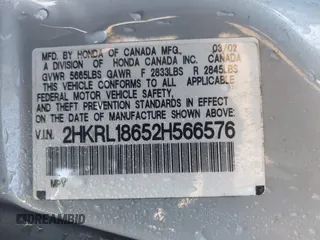 MFD. BY HONDA OF CANADA MFG. 03/02
A DIVISION OF HONDA CANADA INC. CANADA
GVWR 5665LBS GAWR F 2833LBS R 2845LBS
THIS VEHICLE CONFORMS TO ALL APPLICABLE
FEDERAL MOTOR VEHICLE SAFETY AND
THEFT PREVENTION STANDARDS IN EFFECT ON
THE DATE OF MANUFACTURE SHOWN ABOVE.
V.I.N. 2HKRL18652H566576
MPV
DREAMBID